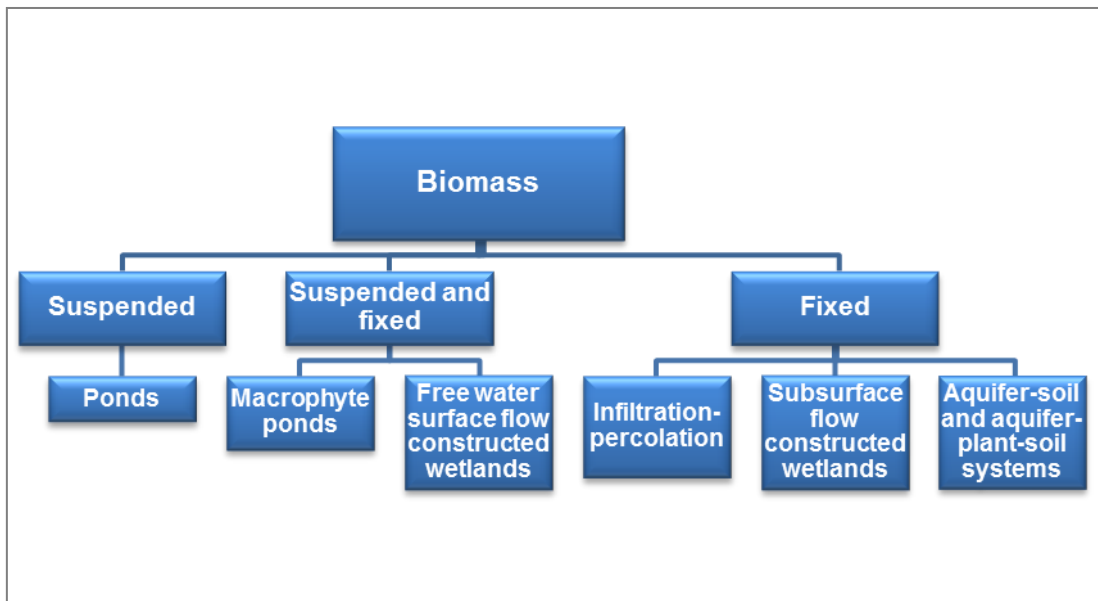 Biomass
Suspended
Suspended and
fixed
Fixed
Ponds
Macrophyte
ponds
Free water
surface flow
constructed
wetlands
Infiltration-
percolation
Subsurface
flow
constructed
wetlands
Aquifer-soil
and aquifer-
plant-soil
systems